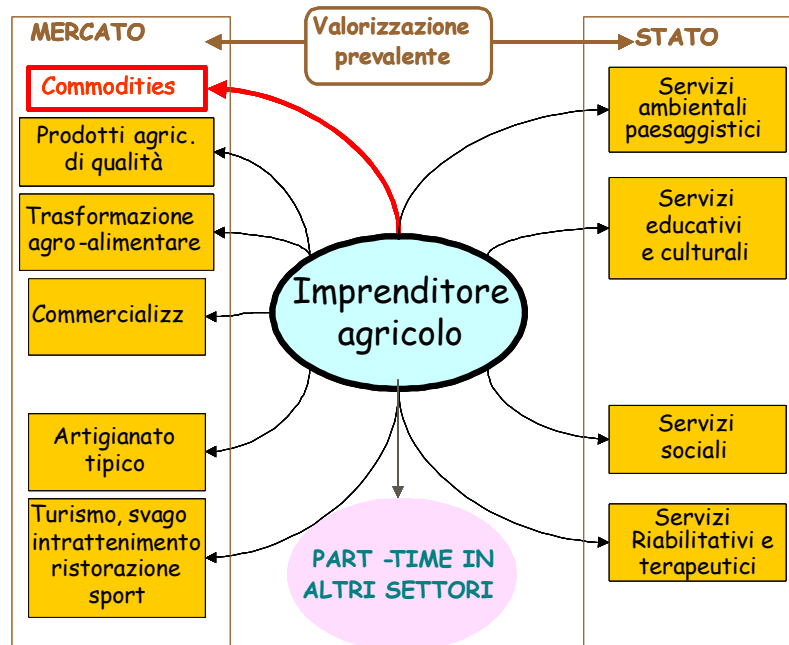 MERCATO
Valorizzazione
prevalente
STATO
Commodities
Prodotti agric.
di qualità
Trasformazione
agro-alimentare
Commercializz
Artigianato
tipico
Turismo, svago
intrattenimento
ristorazione
sport
Imprenditore
agricolo
PART -TIME IN
ALTRI SETTORI
Servizi
ambientali
paesaggistici
Servizi
educativi
e culturali
Servizi
sociali
Servizi
Riabilitativi e
terapeutici